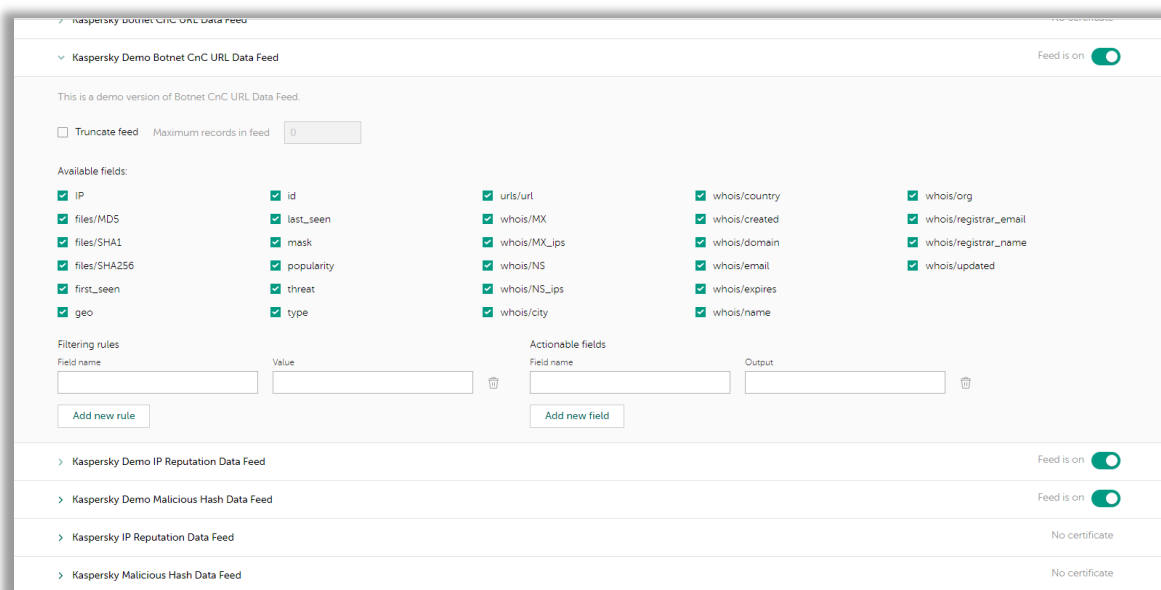 Kaspersky Botnet CnC URL Data Feed No certificate
Kaspersky Demo Botnet CnC URL Data Feed Feed is on
This is a demo version of Botnet CnC URL Data Feed.
Truncate feed Maximum records in feed 0
Available fields:
IP id urls/url whois/country whois/org
files/MD5 last_seen whois/MX whois/created whois/registrar_email
files/SHA1 mask whois/MX_ips whois/domain whois/registrar_name
files/SHA256 popularity whois/NS whois/email whois/updated
first_seen threat whois/NS_ips whois/expires
geo type whois/city whois/name
Filtering rules Actionable fields
Field name Value Field name Output
Add new rule Add new field
Kaspersky Demo IP Reputation Data Feed Feed is on
Kaspersky Demo Malicious Hash Data Feed Feed is on
Kaspersky IP Reputation Data Feed No certificate
Kaspersky Malicious Hash Data Feed No certificate